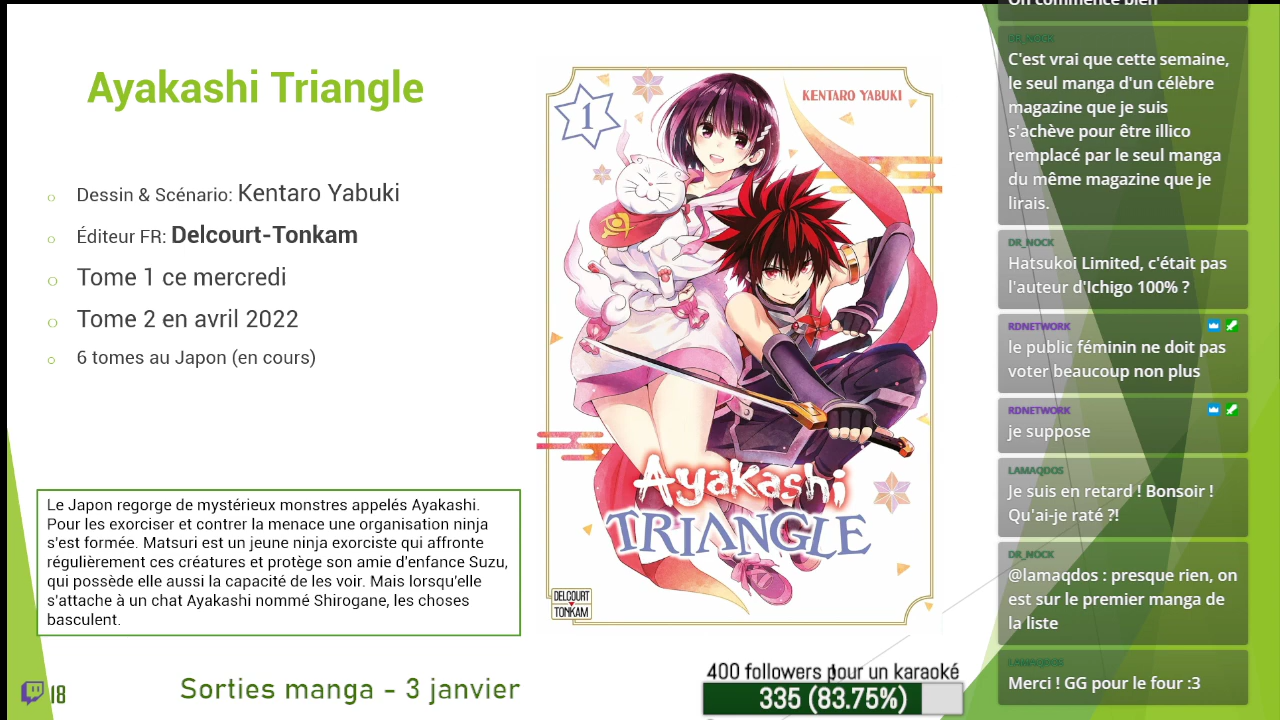 Ayakashi Triangle
Dessin & Scénario: Kentaro Yabuki
Éditeur FR: Delcourt-Tonkam
Tome 1 ce mercredi
Tome 2 en avril 2022
6 tomes au Japon (en cours)
Le Japon regorge de mystérieux monstres appelés Ayakashi.
Pour les exorciser et contrer la menace une organisation ninja
s'est formée. Matsuri est un jeune ninja exorciste qui affronte
régulièrement ces créatures et protège son amie d'enfance Suzu,
qui possède elle aussi la capacité de les voir. Mais lorsqu'elle
s'attache à un chat Ayakashi nommé Shirogane, les choses
basculent.
18
Sorties manga - 3 janvier
1
KENTARO YABUKI
Ayakashi
TRIANGLE
DELCOURT
TONKAM
400 followers pour un karaoké
335 (83.75%)
On commence bien
DR_NOCK
C'est vrai que cette semaine,
le seul manga d'un célèbre
magazine que je suis
s'achève pour être illico
remplacé par le seul manga
du même magazine que je
lirais.
DR_NOCK
Hatsukoi Limited, c'était pas
l'auteur d'Ichigo 100% ?
RDNETWORK
le public féminin ne doit pas
voter beaucoup non plus
RDNETWORK
je suppose
LAMAQDOS
Je suis en retard ! Bonsoir !
Qu'ai-je raté ?!
DR_NOCK
@lamaqdos : presque rien, on
est sur le premier manga de
la liste
LAMAQDOS
Merci ! GG pour le four :3